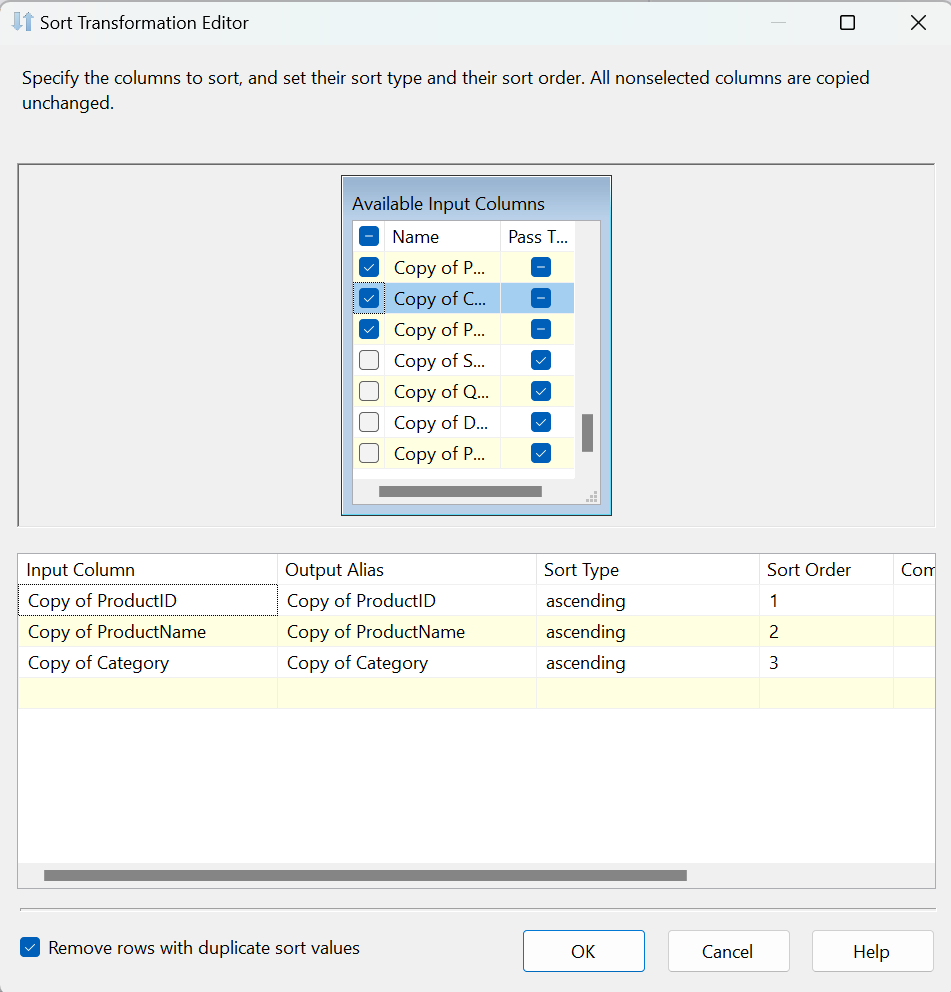 Sort Transformation Editor
Specify the columns to sort, and set their sort type and their sort order. All nonselected columns are copied
unchanged.
Available Input Columns
Name Pass T...
Copy of P...
Copy of C...
Copy of P...
Copy of S...
Copy of Q...
Copy of D...
Copy of P...
Input Column Output Alias Sort Type Sort Order Com
Copy of ProductID Copy of ProductID ascending 1
Copy of ProductName Copy of ProductName ascending 2
Copy of Category Copy of Category ascending 3
Remove rows with duplicate sort values OK Cancel Help